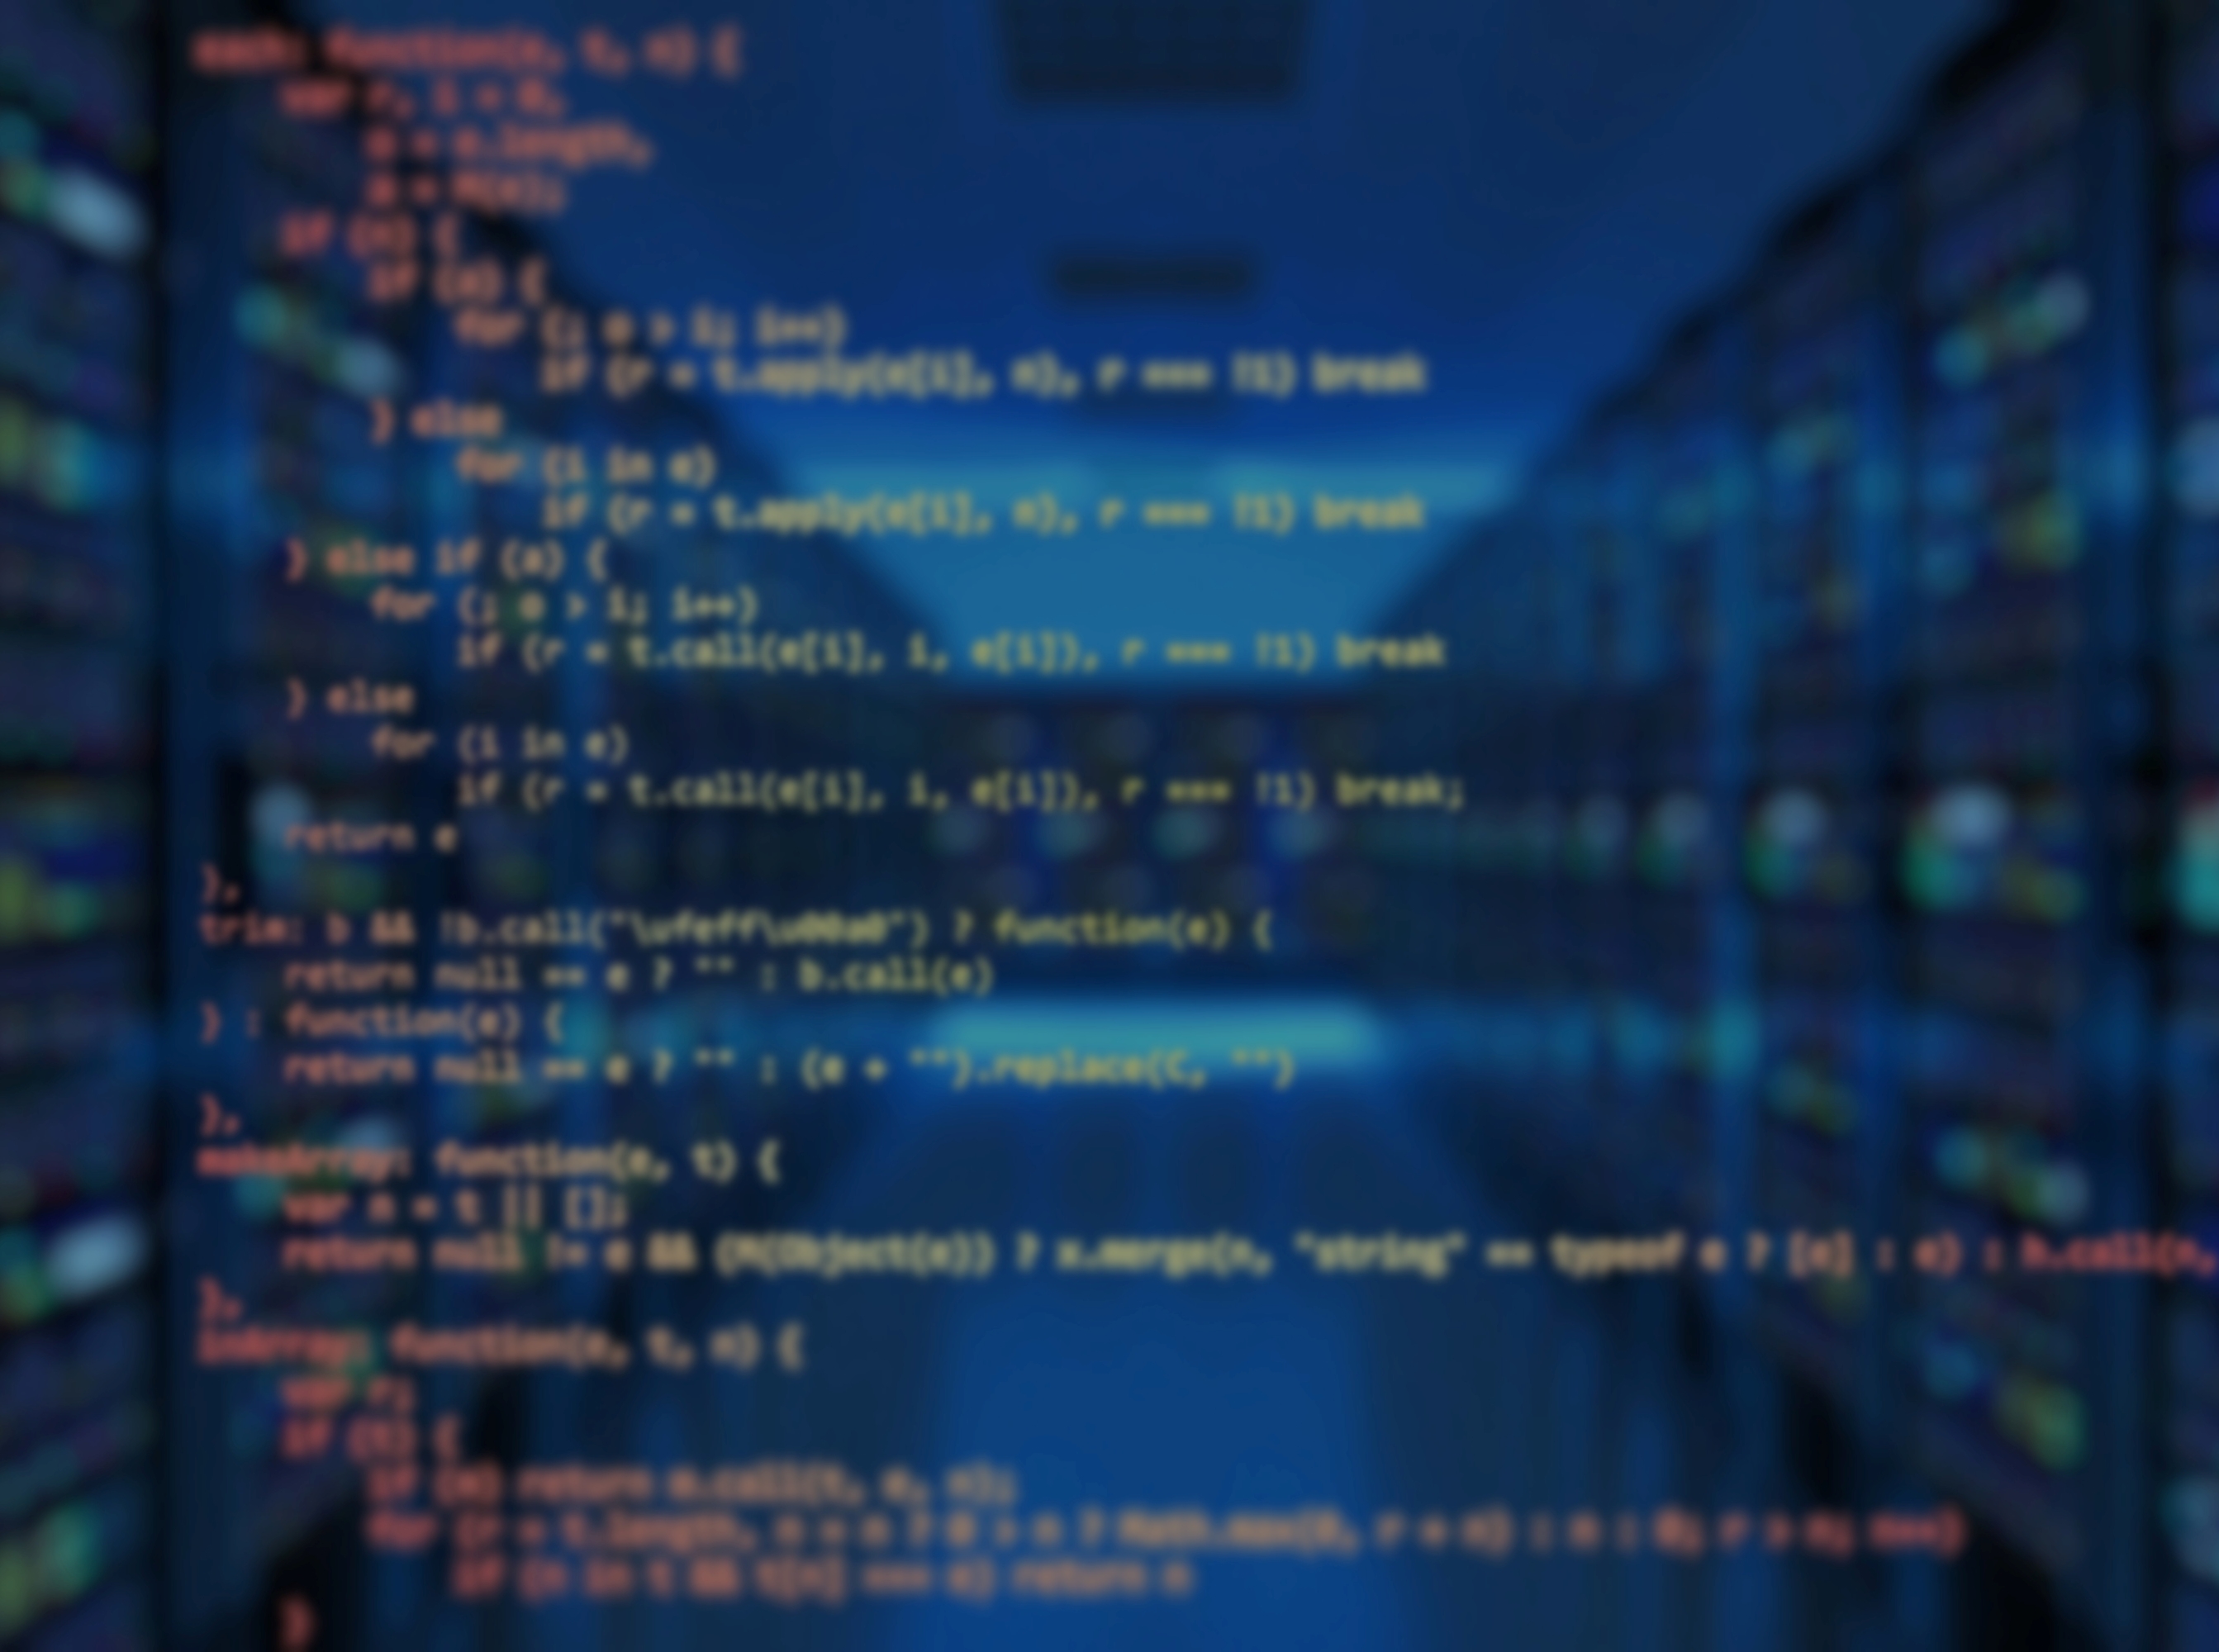 each: function(e, t, n) {
var r, i = 0,
o = e.length,
a = M(e);
if (n) {
if (a) {
for (; o > i; i++)
if (r = t.apply(e[i], n), r === !1) break
} else
for (i in e)
if (r = t.apply(e[i], n), r === !1) break
} else if (a) {
for (; o > i; i++)
if (r = t.call(e[i], i, e[i]), r === !1) break
} else
for (i in e)
if (r = t.call(e[i], i, e[i]), r === !1) break;
return e
},
trim: b && !b.call("\ufeff\u00a0") ? function(e) {
return null == e ? "" : b.call(e)
} : function(e) {
return null == e ? "" : (e + "").replace(C, "")
},
makeArray: function(e, t) {
var n = t || [];
return null != e && (M(Object(e)) ? x.merge(n, "string" == typeof e ? [e] : e) : h.call(n,
},
inArray: function(e, t, n) {
var r;
if (t) {
if (m) return m.call(t, e, n);
for (r = t.length, n = n ? 0 > n ? Math.max(0, r + n) : n : 0; r > n; n++)
if (n in t && t[n] === e) return n
}